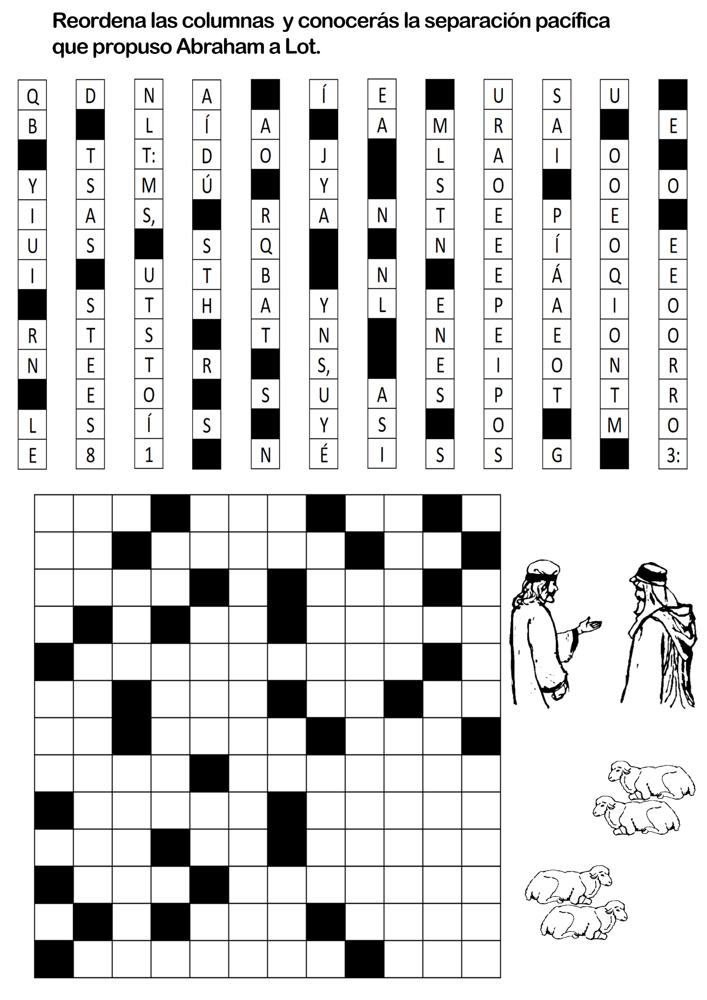 Reordena las columnas y conocerás la separación pacífica
que propuso Abraham a Lot.
Q D N A Í E U S U
B L Í A A M R A E
T T: D O J L A I O
Y S M Ú Y S O O O
I A S, R A N T E P E
U S S Q N E Í O E
I U T B N E Á Q E
S T H A Y L E P A I O
R T S T N N E E O O
N E T R S, E I O N R
E O S U A S P T T R
L S Í S Y S O M O
E 8 1 N É I S S G 3: